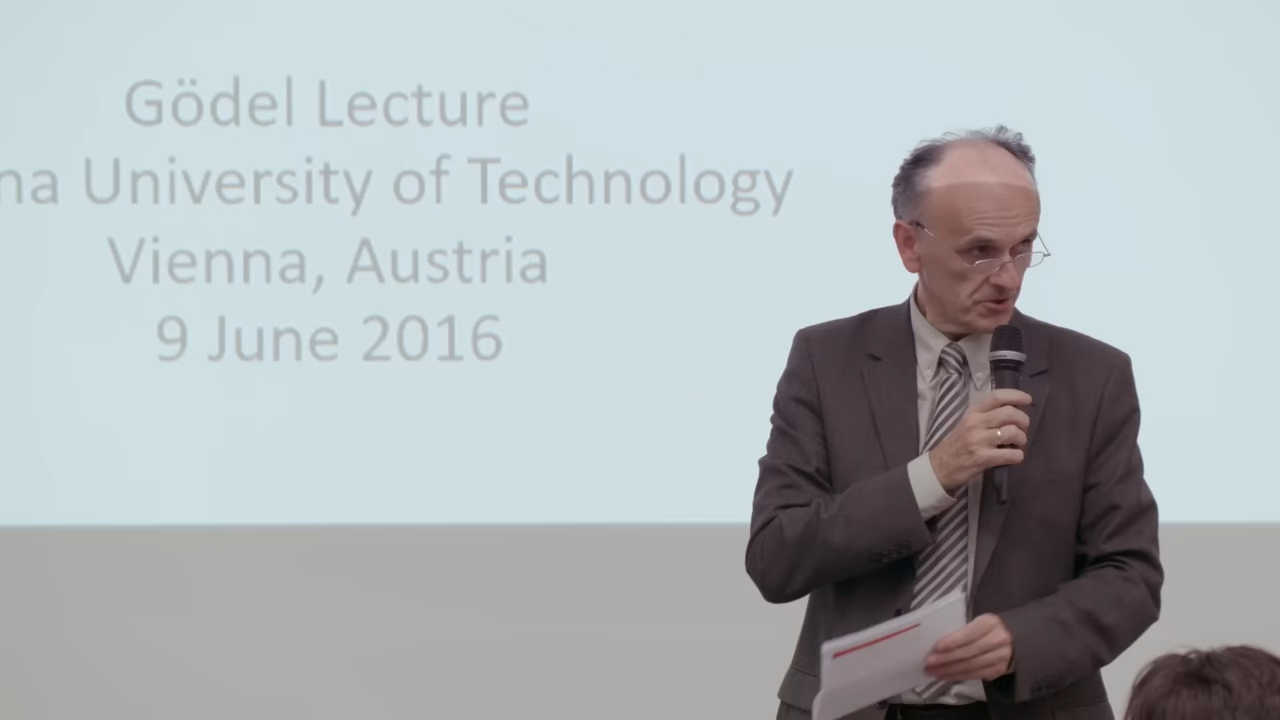 Gödel Lecture
na University of Technology
Vienna, Austria
9 June 2016